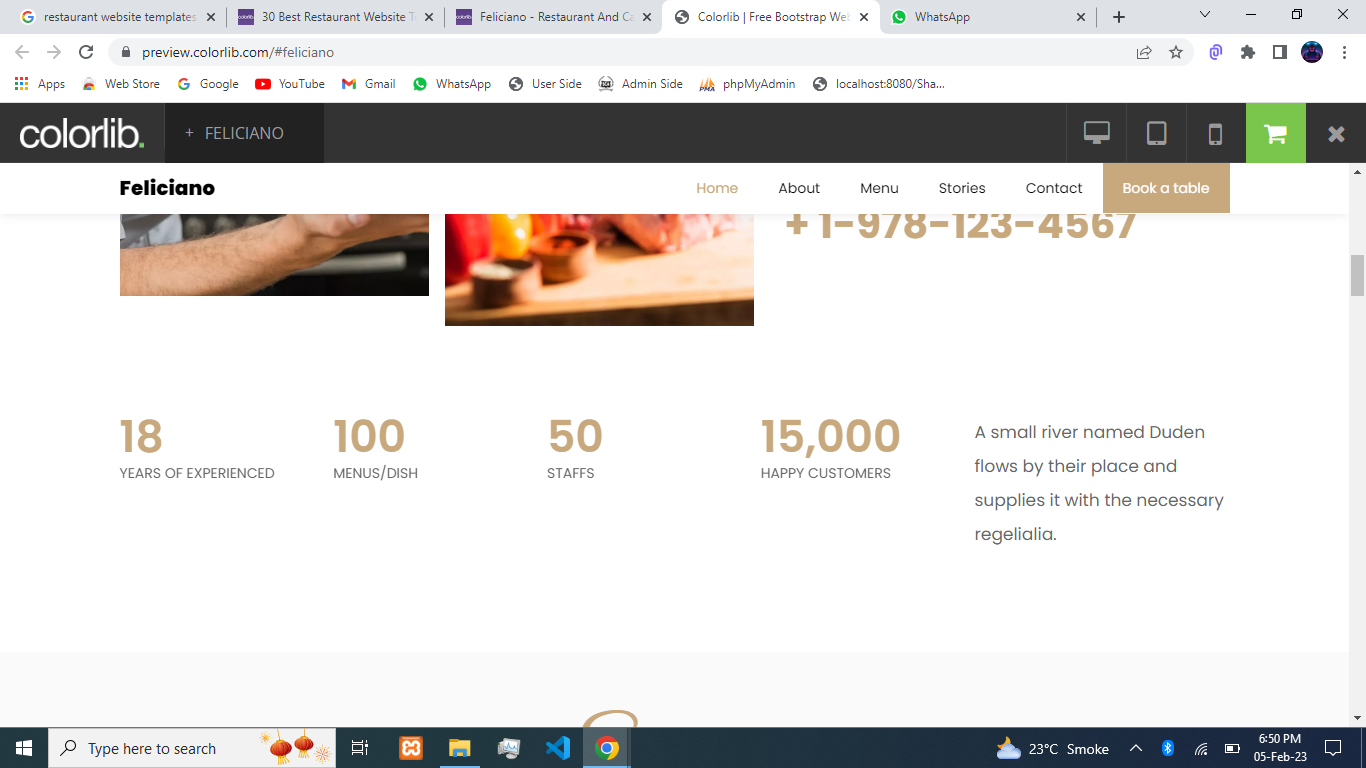 restaurant website templates
30 Best Restaurant Website T
Feliciano - Restaurant And Ca
Colorlib | Free Bootstrap Web
WhatsApp
preview.colorlib.com/#feliciano
Apps
Web Store
Google
YouTube
Gmail
WhatsApp
User Side
Admin Side
phpMyAdmin
localhost:8080/Sha...
colorlib.
+ FELICIANO
Feliciano
Home
About
Menu
Stories
Contact
Book a table
+ 1-978-123-4567
18
YEARS OF EXPERIENCED
100
MENUS/DISH
50
STAFFS
15,000
HAPPY CUSTOMERS
A small river named Duden
flows by their place and
supplies it with the necessary
regelialia.
Type here to search
23°C Smoke
6:50 PM
05-Feb-23